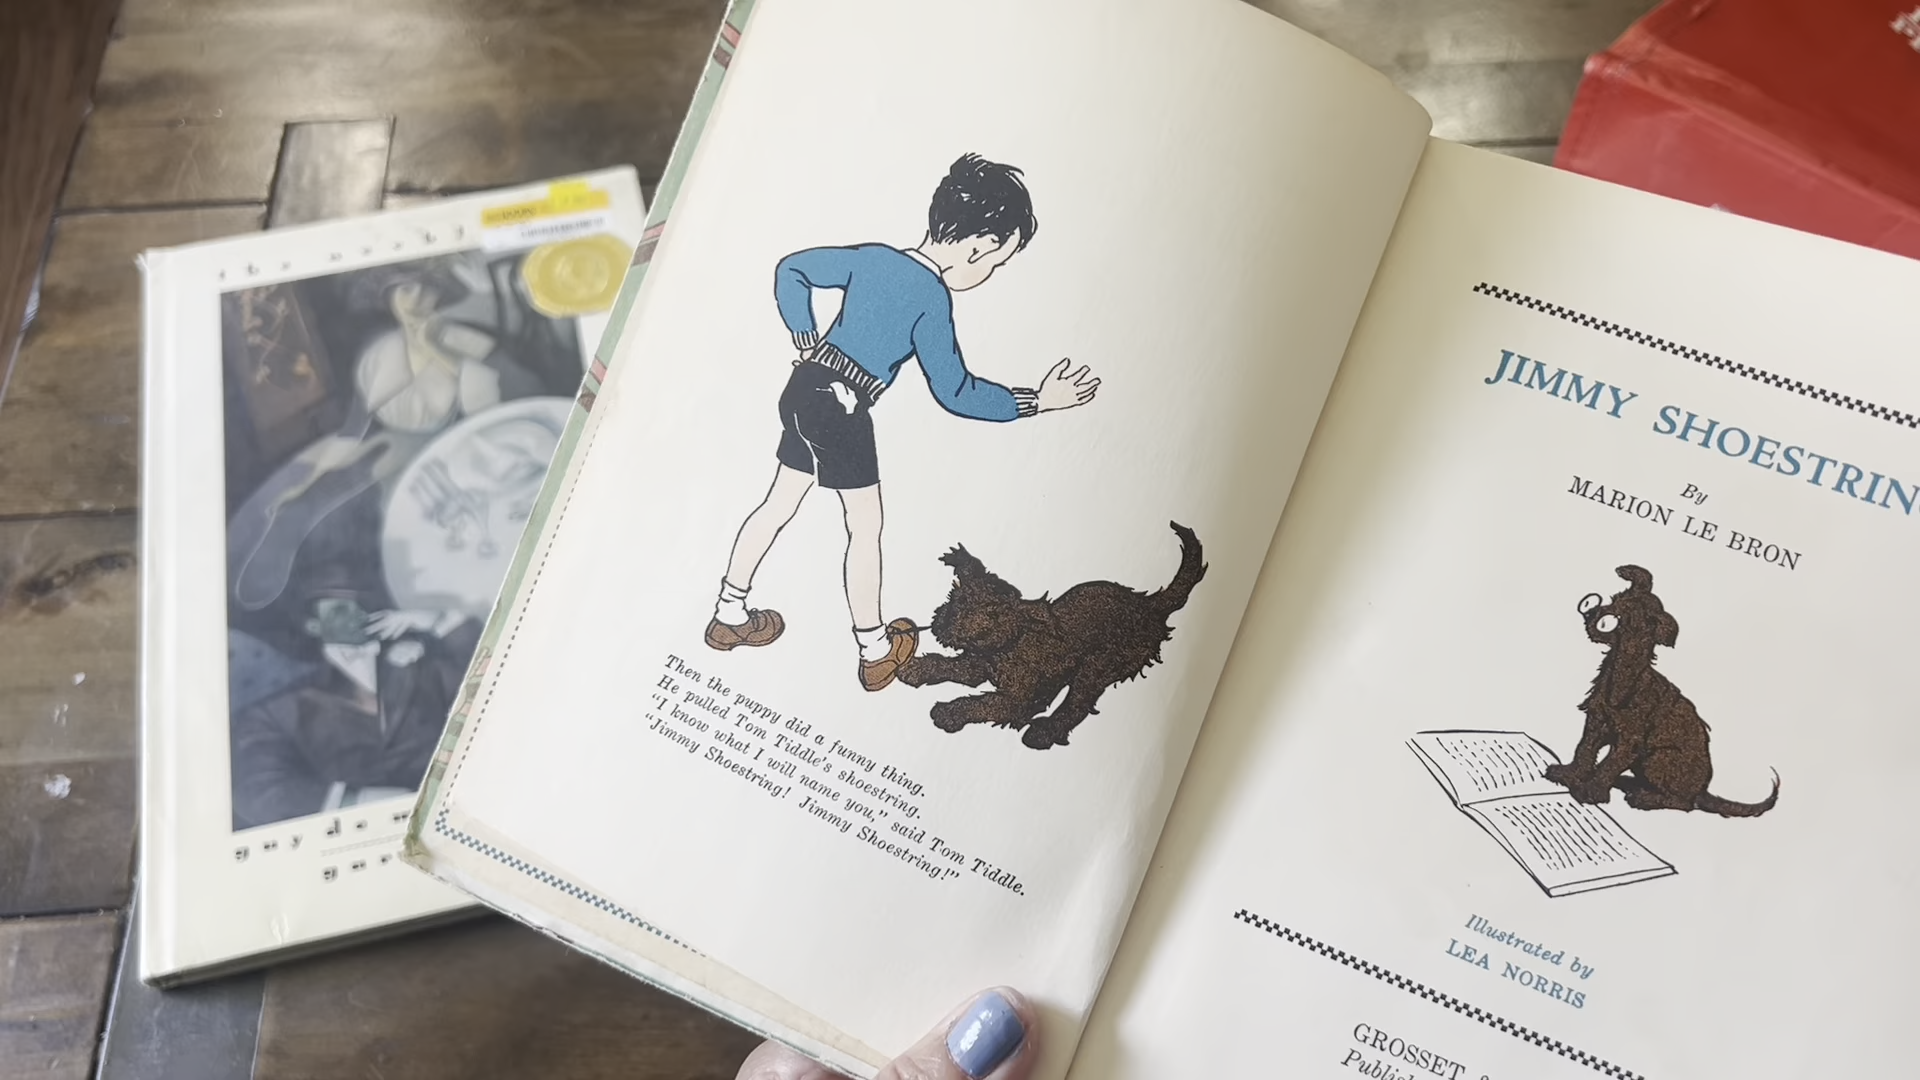 Then the puppy did a funny thing.
He pulled Tom Tiddle's shoestring.
"I know what I will name you," said Tom Tiddle.
"Jimmy Shoestring! Jimmy Shoestring!"
JIMMY SHOESTRIN
By
MARION LE BRON
Illustrated by
LEA NORRIS
GROSSET
Publis